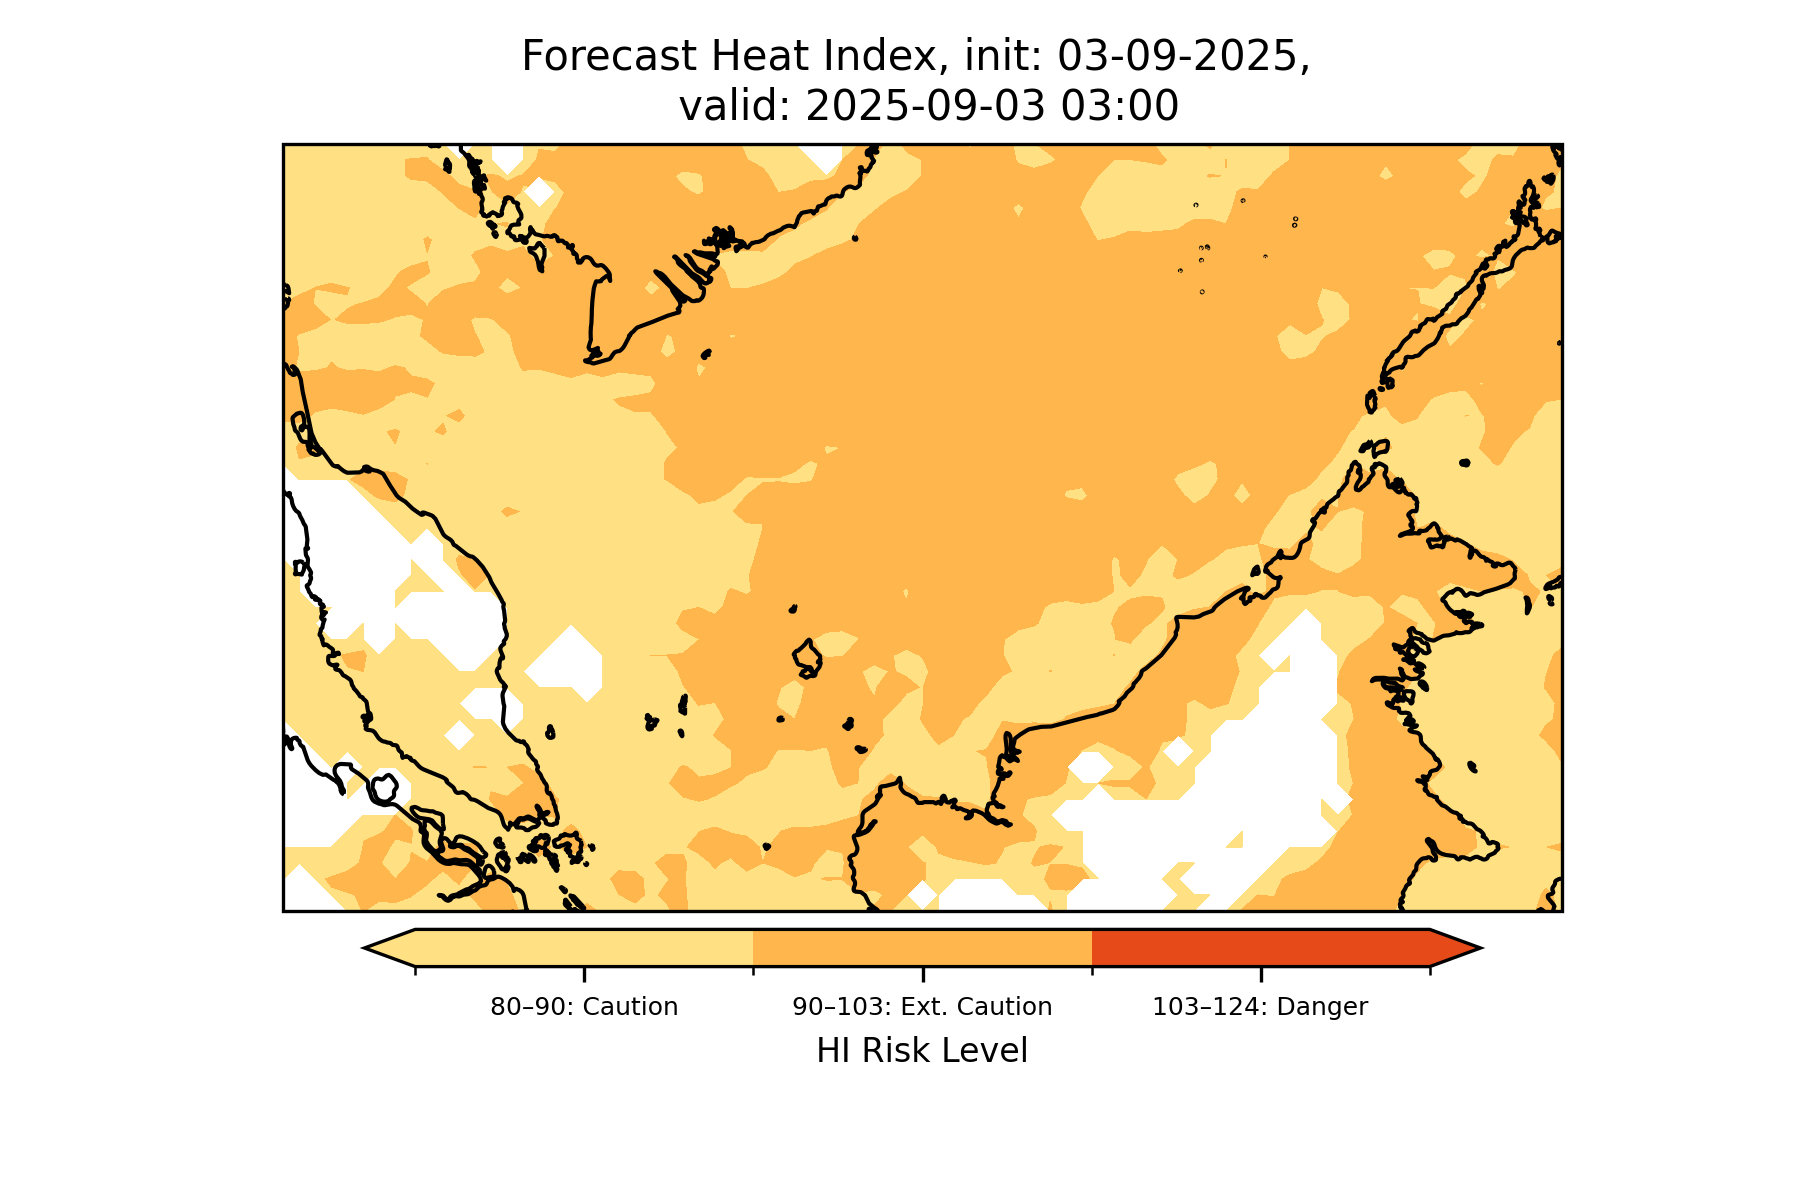 Forecast Heat Index, init: 03-09-2025,
valid: 2025-09-03 03:00
80–90: Caution
90–103: Ext. Caution
103–124: Danger
HI Risk Level